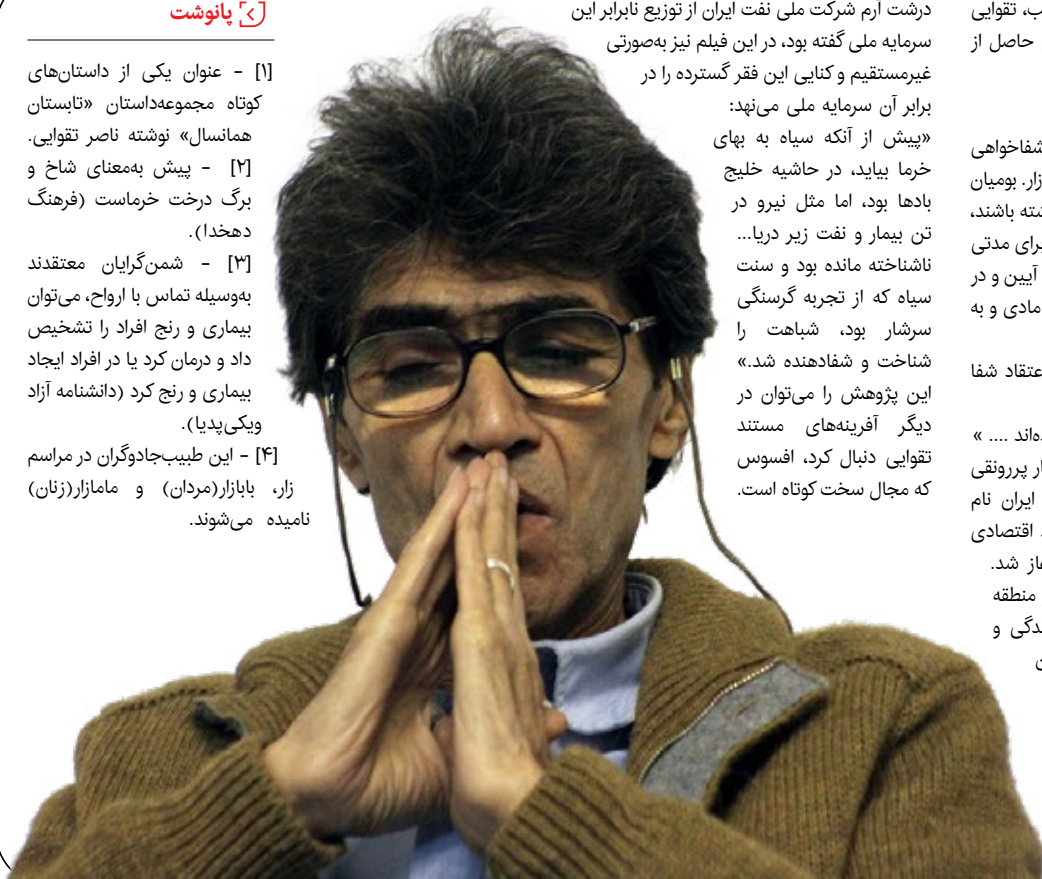 ب، تقوایی
حاصل از
شفاخواهی
زار. بومیان
شته باشند،
برای مدتی
آیین و در
مادی و به
عتقاد شفا
ده‌اند .... »
ار پررونقی
ایران نام
اقتصادی
غاز شد.
منطقه
ندگی و
ن
درشت آرم شرکت ملی نفت ایران از توزیع نابرابر این
سرمایه ملی گفته بود، در این فیلم نیز به‌صورتی
غیرمستقیم و کنایی این فقر گسترده را در
برابر آن سرمایه ملی می‌نهد:
«پیش از آنکه سیاه به بهای
خرما بیاید، در حاشیه خلیج
بادها بود، اما مثل نیرو در
تن بیمار و نفت زیر دریا...
ناشناخته مانده بود و سنت
سیاه که از تجربه گرسنگی
سرشار بود، شباهت را
شناخت و شفادهنده شد.»
این پژوهش را می‌توان در
دیگر آفرینه‌های مستند
تقوایی دنبال کرد، افسوس
که مجال سخت کوتاه است.
پانوشت
[۱] - عنوان یکی از داستان‌های
کوتاه مجموعه‌داستان «تابستان
همانسال» نوشته ناصر تقوایی.
[۲] - پیش به‌معنای شاخ و
برگ درخت خرماست (فرهنگ
دهخدا).
[۳] - شمن‌گرایان معتقدند
به‌وسیله تماس با ارواح، می‌توان
بیماری و رنج افراد را تشخیص
داد و درمان کرد یا در افراد ایجاد
بیماری و رنج کرد (دانشنامه آزاد
ویکی‌پدیا).
[۴] - این طبیب‌جادوگران در مراسم
زار، بابازار(مردان) و مامازار(زنان)
نامیده می‌شوند.